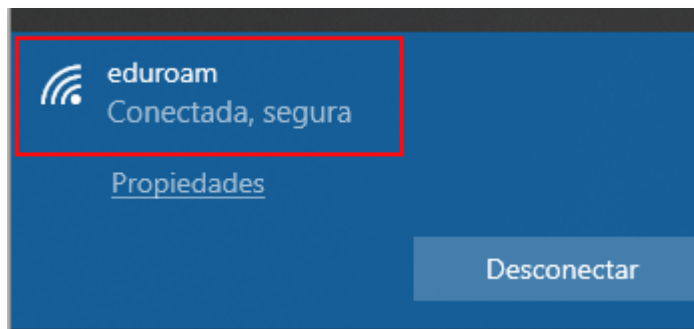 eduroam
Conectada, segura
Propiedades
Desconectar